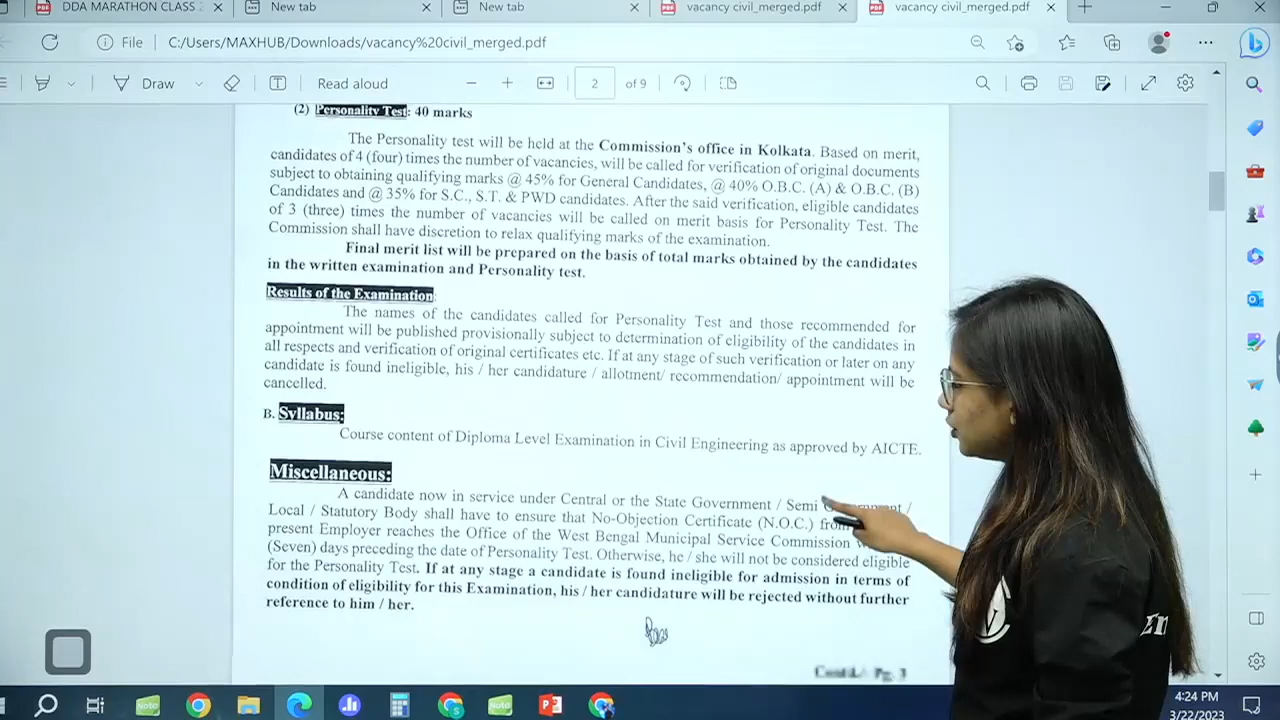 DDA MARATHON CLASS 2
New tab
New tab
vacancy civil_merged.pdf
vacancy civil_merged.pdf
File
C:/Users/MAXHUB/Downloads/vacancy%20civil_merged.pdf
Draw
Read aloud
2
of 9
(2) Personality Test: 40 marks
The Personality test will be held at the Commission's office in Kolkata. Based on merit,
candidates of 4 (four) times the number of vacancies, will be called for verification of original documents
subject to obtaining qualifying marks @ 45% for General Candidates, @ 40% O.B.C. (A) & O.B.C. (B)
Candidates and @ 35% for S.C., S.T. & PWD candidates. After the said verification, eligible candidates
of 3 (three) times the number of vacancies will be called on merit basis for Personality Test. The
Commission shall have discretion to relax qualifying marks of the examination.
Final merit list will be prepared on the basis of total marks obtained by the candidates
in the written examination and Personality test.
Results of the Examination:
The names of the candidates called for Personality Test and those recommended for
appointment will be published provisionally subject to determination of eligibility of the candidates in
all respects and verification of original certificates etc. If at any stage of such verification or later on any
candidate is found ineligible, his / her candidature / allotment/ recommendation/ appointment will be
cancelled.
B. Syllabus:
Course content of Diploma Level Examination in Civil Engineering as approved by AICTE.
Miscellaneous:
A candidate now in service under Central or the State Government / Semi /
Local / Statutory Body shall have to ensure that No-Objection Certificate (N.O.C.) from
present Employer reaches the Office of the West Bengal Municipal Service Commission
(Seven) days preceding the date of Personality Test. Otherwise, he / she will not be considered eligible
for the Personality Test. If at any stage a candidate is found ineligible for admission in terms of
condition of eligibility for this Examination, his / her candidature will be rejected without further
reference to him / her.
Contd./- Pg. 3
4:24 PM
3/22/2023